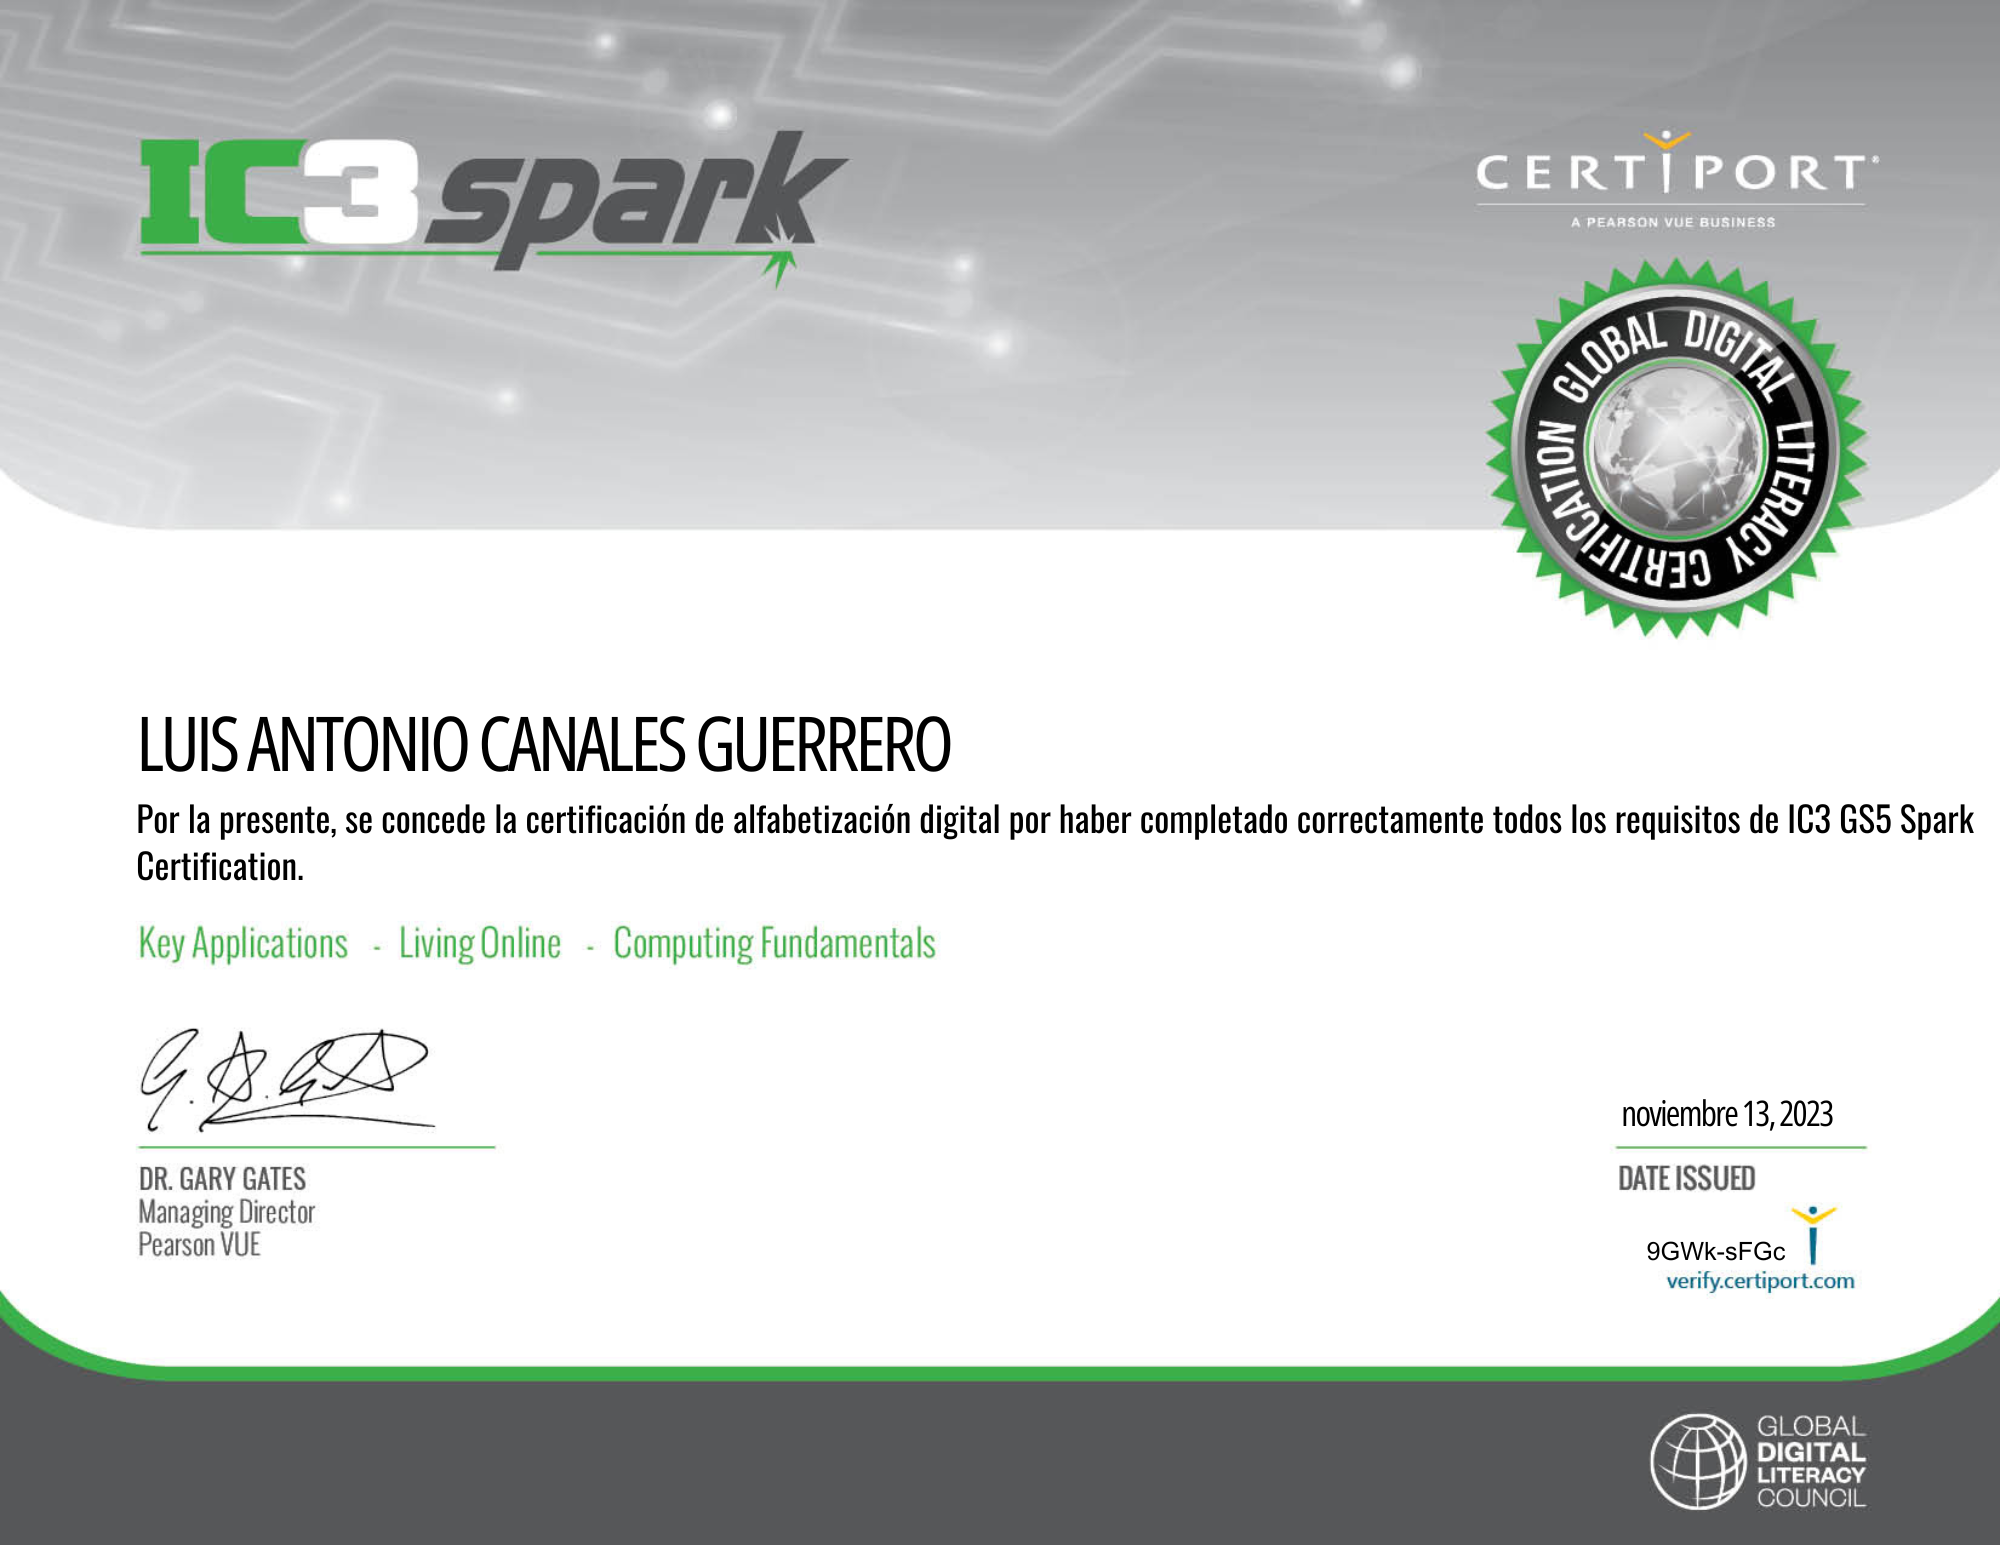 IC3 spark
CERTIPORT®
A PEARSON VUE BUSINESS
GLOBAL DIGITAL LITERACY CERTIFICATION
LUIS ANTONIO CANALES GUERRERO
Por la presente, se concede la certificación de alfabetización digital por haber completado correctamente todos los requisitos de IC3 GS5 Spark
Certification.
Key Applications - Living Online - Computing Fundamentals
noviembre 13, 2023
DR. GARY GATES
Managing Director
Pearson VUE
DATE ISSUED
9GWk-sFGc
verify.certiport.com
GLOBAL
DIGITAL
LITERACY
COUNCIL